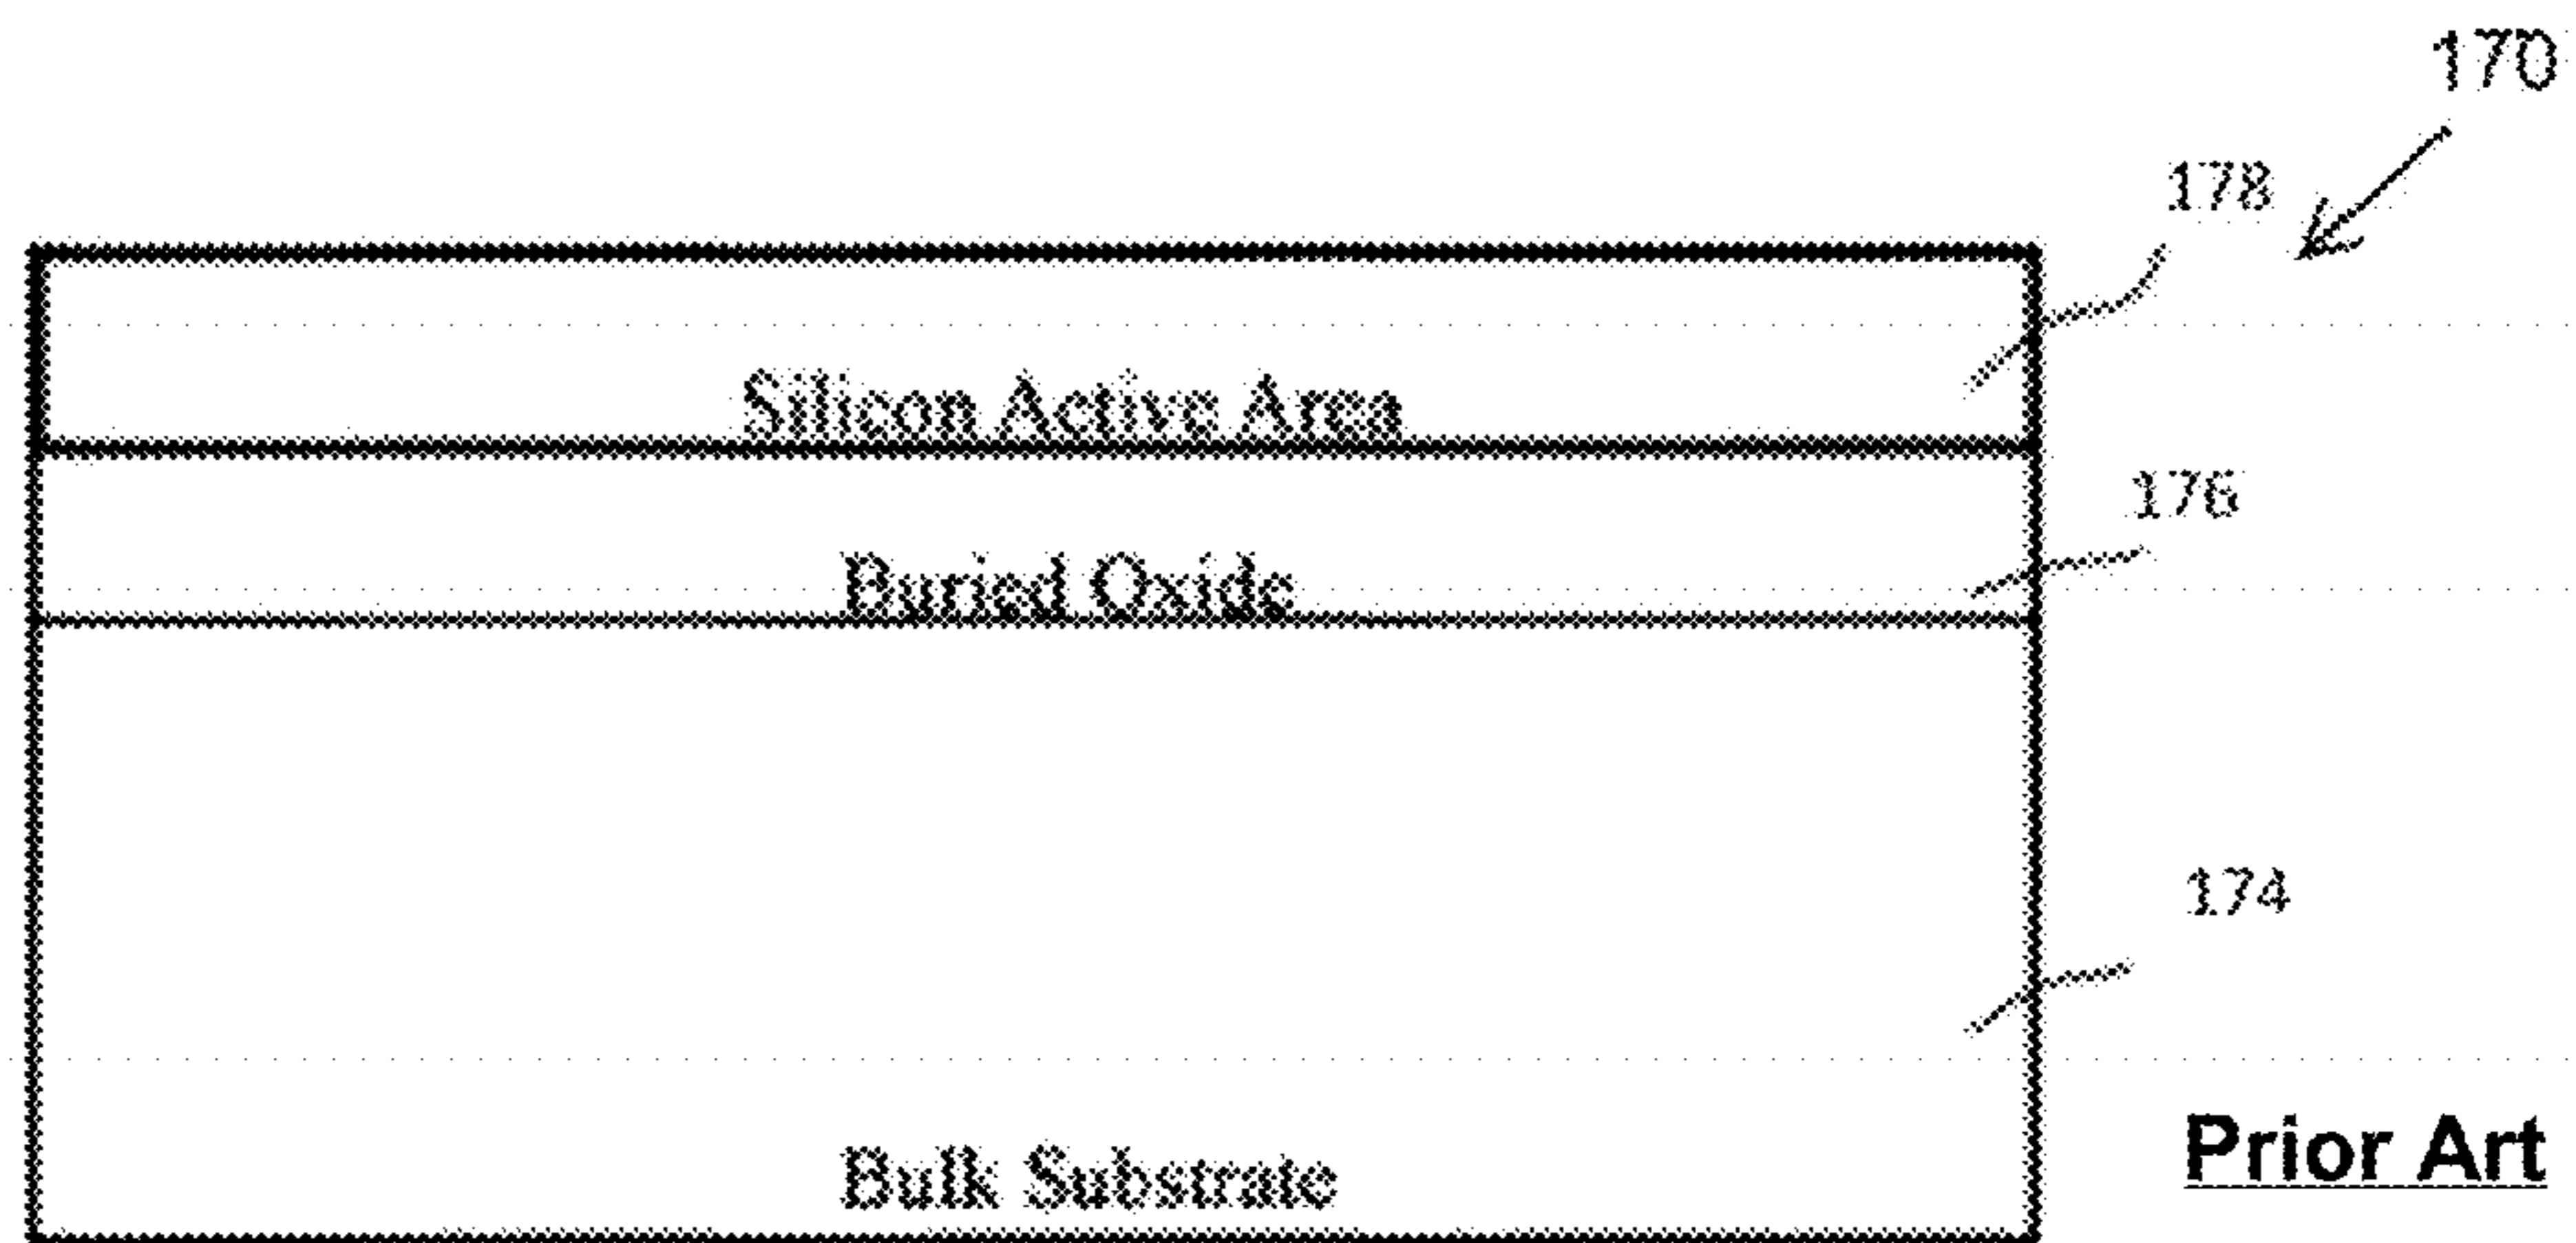 170
178
Silicon Active Area
176
Buried Oxide
174
Prior Art
Bulk Substrate